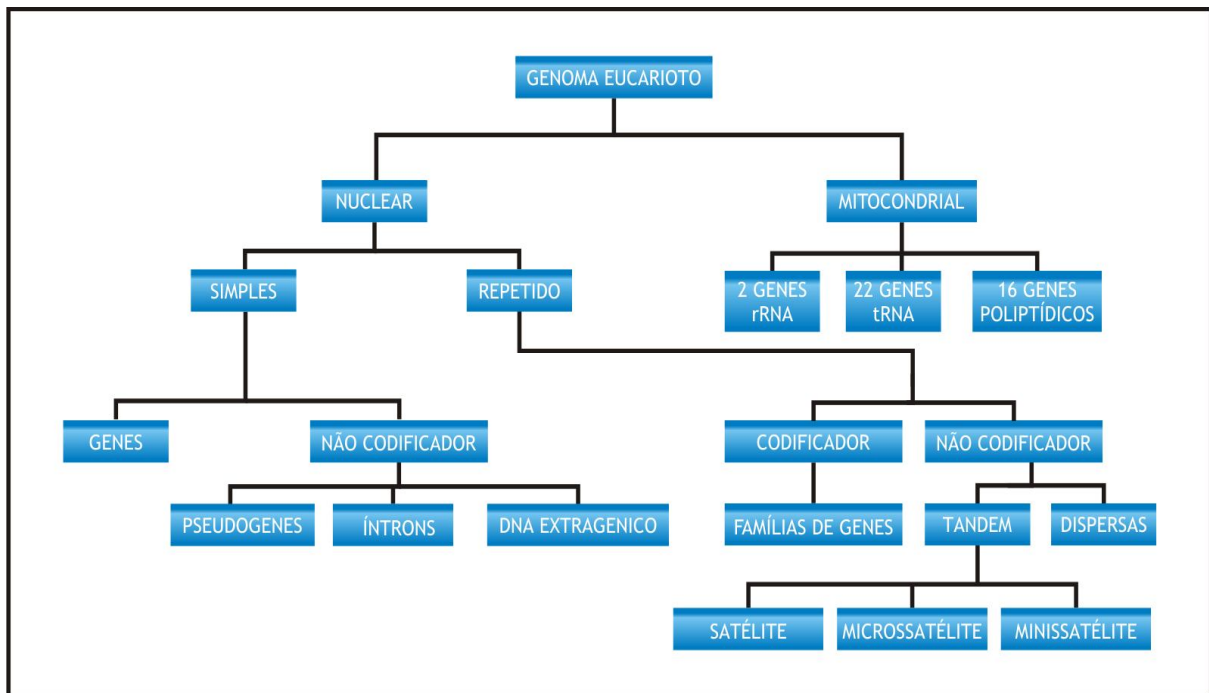 GENOMA EUCARIOTO
NUCLEAR
MITOCONDRIAL
SIMPLES
REPETIDO
2 GENES
rRNA
22 GENES
tRNA
16 GENES
POLIPTÍDICOS
GENES
NÃO CODIFICADOR
CODIFICADOR
NÃO CODIFICADOR
PSEUDOGENES
ÍNTRONS
DNA EXTRAGENICO
FAMÍLIAS DE GENES
TANDEM
DISPERSAS
SATÉLITE
MICROSSATÉLITE
MINISSATÉLITE